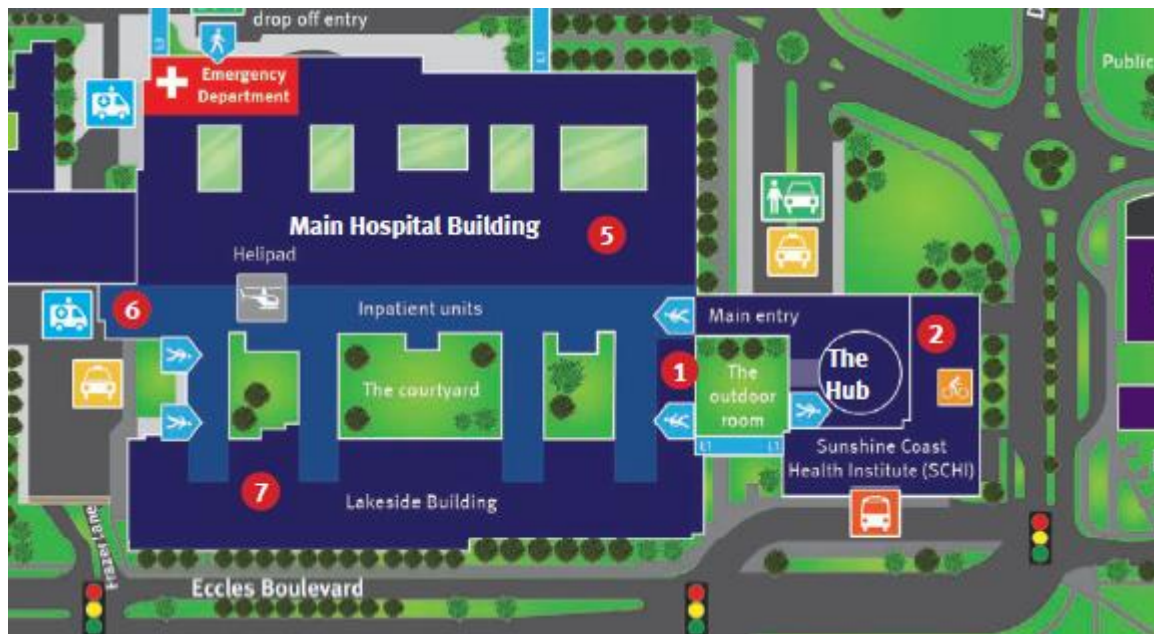 drop off entry
L1
Emergency
Department
Public
Main Hospital Building
5
Helipad
6
Inpatient units
Main entry
2
1
The
Hub
The courtyard
The
outdoor
room
L1
L1
Sunshine Coast
Health Institute (SCHI)
7
Lakeside Building
Frazer Lane
Eccles Boulevard